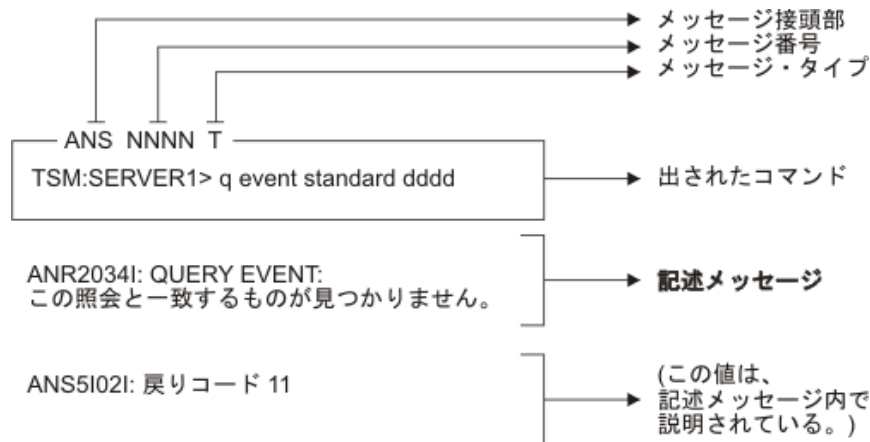 メッセージ接頭部
メッセージ番号
メッセージ・タイプ
ANS NNNN T
TSM:SERVER1> q event standard dddd
出されたコマンド
ANR2034I: QUERY EVENT:
この照会と一致するものが見つかりません。
記述メッセージ
ANS5I02I: 戻りコード 11
(この値は、
記述メッセージ内で
説明されている。)